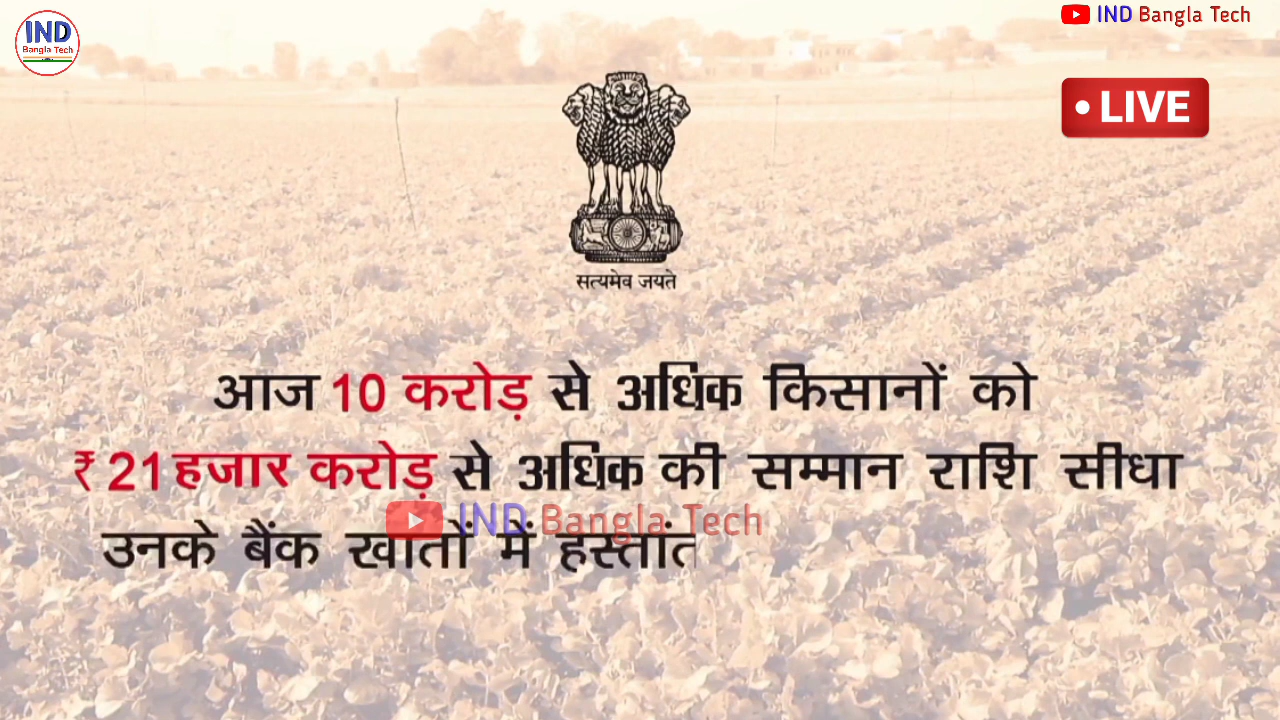 IND
Bangla Tech
IND Bangla Tech
LIVE
सत्यमेव जयते
आज 10 करोड़ से अधिक किसानों को
₹ 21 हजार करोड़ से अधिक की सम्मान राशि सीधा
IND Bangla Tech
उनके बैंक खातों में हस्तांत